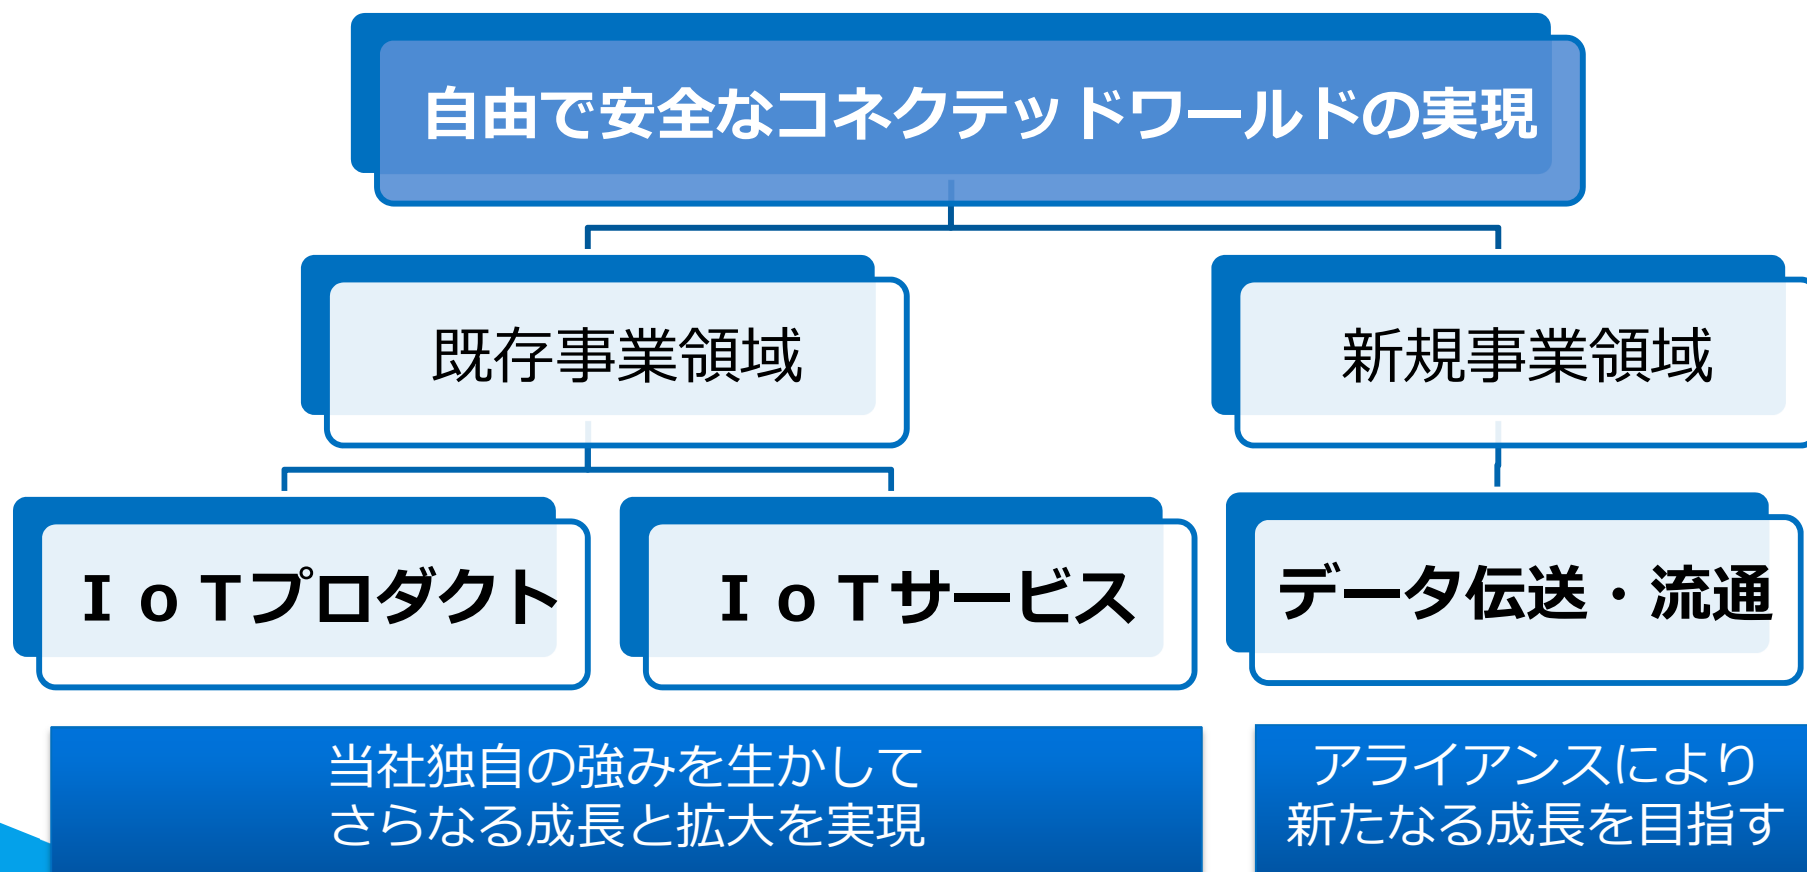 自由で安全なコネクテッドワールドの実現
既存事業領域
新規事業領域
ＩｏＴプロダクト
ＩｏＴサービス
データ伝送・流通
当社独自の強みを生かして
さらなる成長と拡大を実現
アライアンスにより
新たなる成長を目指す